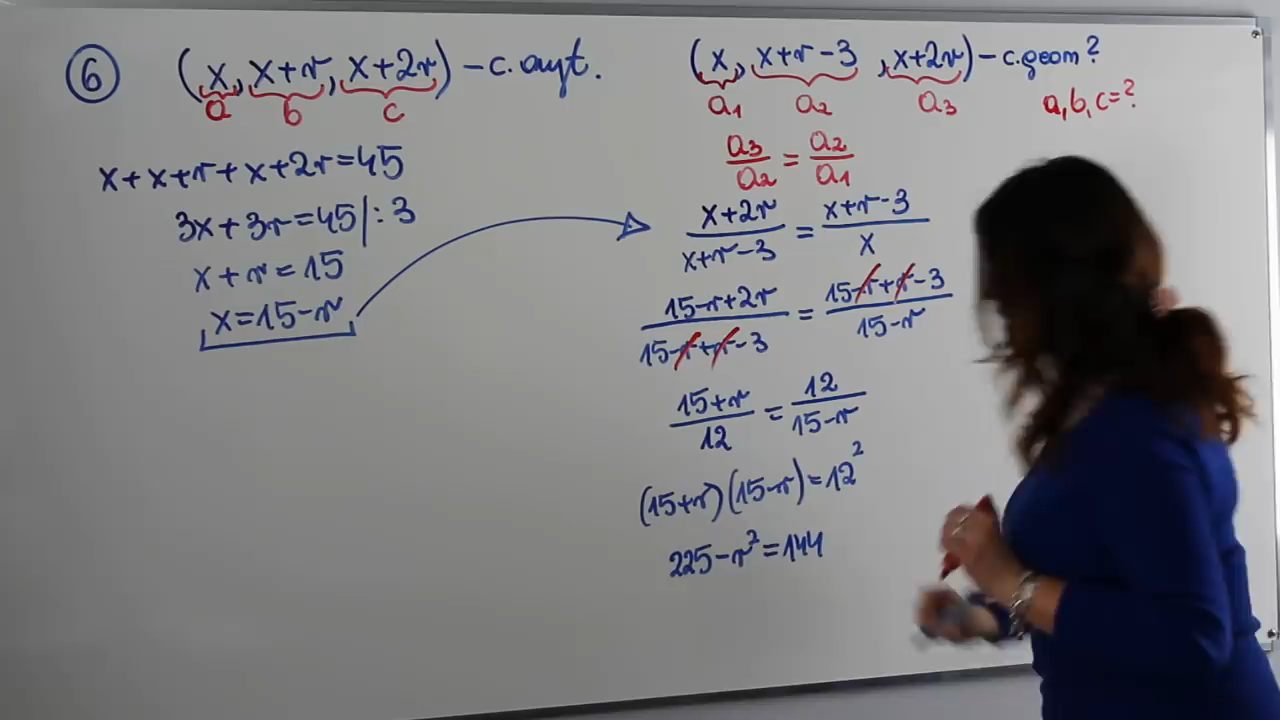 6 (x, x+r, x+2r) – c. aryt.
a b c
x+x+r+x+2r=45
3x+3r=45 |:3
x+r=15
x=15-r
(x, x+r-3, x+2r) – c. geom?
a₁ a₂ a₃ a,b,c=?
a₃/a₂ = a₂/a₁
(x+2r)/(x+r-3) = (x+r-3)/x
(15-r+2r)/(15-r+r-3) = (15-r+r-3)/(15-r)
(15+r)/12 = 12/(15-r)
(15+r)(15-r)=12²
225-r²=144